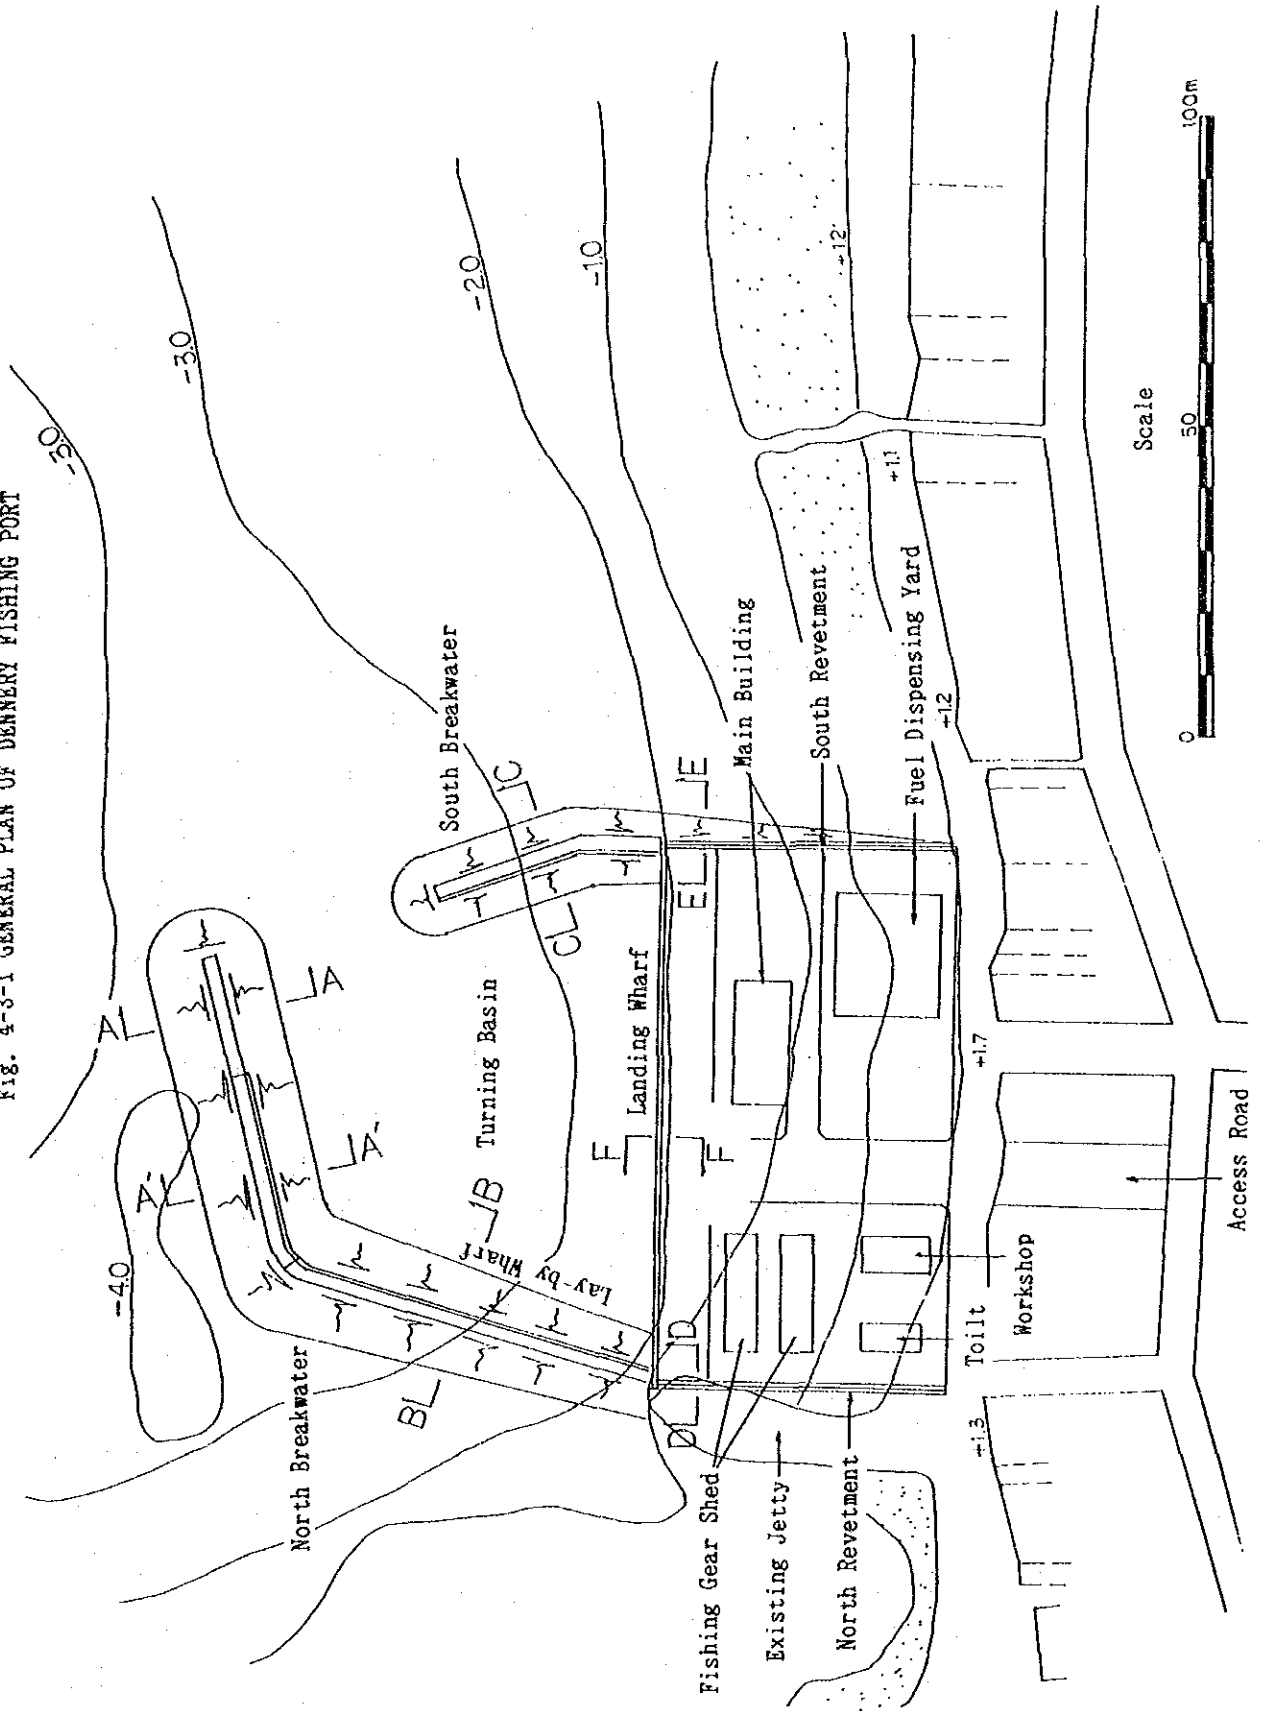 Fig. 4-3-1 GENERAL PLAN OF DENNERY FISHING PORT
-3.0
-3.0
-4.0
-2.0
-1.0
North Breakwater
South Breakwater
Turning Basin
Lay-by Wharf
Landing Wharf
A
A
A'
A'
B
B
C
C
D
D
E
E
F
F
Main Building
South Revetment
Fuel Dispensing Yard
Fishing Gear Shed
Existing Jetty
North Revetment
Toilt
Workshop
Access Road
+1.2
+1.1
+1.2
+1.7
+1.3
Scale
0
50
100m